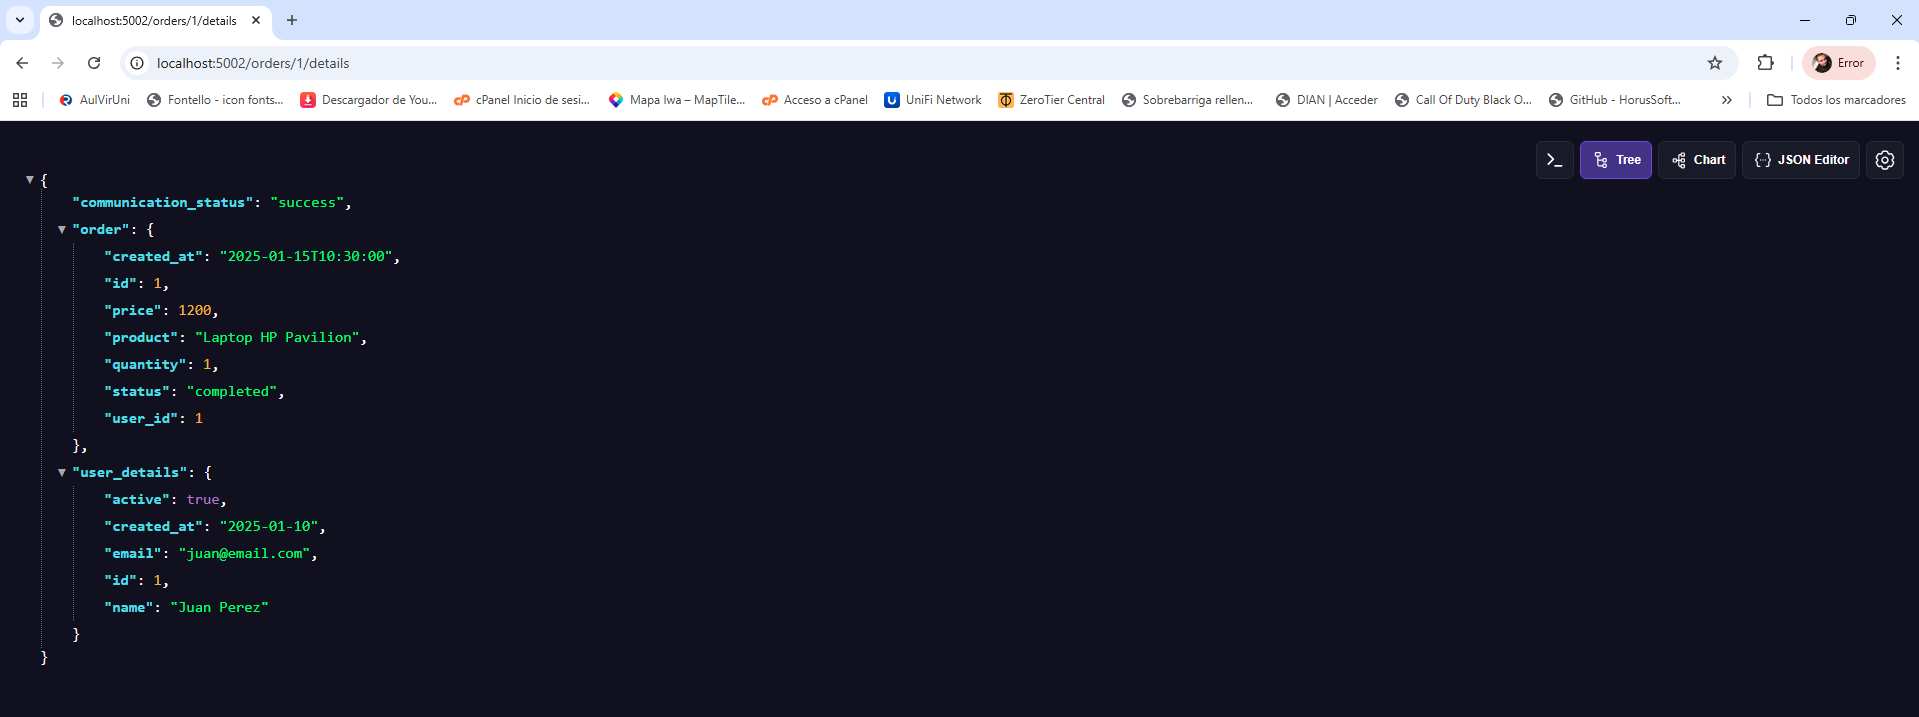 localhost:5002/orders/1/details
localhost:5002/orders/1/details
Error
AulVirUni
Fontello - icon fonts...
Descargador de You...
cPanel Inicio de sesi...
Mapa lwa – MapTile...
Acceso a cPanel
UniFi Network
ZeroTier Central
Sobrebarriga rellen...
DIAN | Acceder
Call Of Duty Black O...
GitHub - HorusSoft...
Todos los marcadores
Tree
Chart
JSON Editor
{
"communication_status": "success",
"order": {
"created_at": "2025-01-15T10:30:00",
"id": 1,
"price": 1200,
"product": "Laptop HP Pavilion",
"quantity": 1,
"status": "completed",
"user_id": 1
},
"user_details": {
"active": true,
"created_at": "2025-01-10",
"email": "juan@email.com",
"id": 1,
"name": "Juan Perez"
}
}